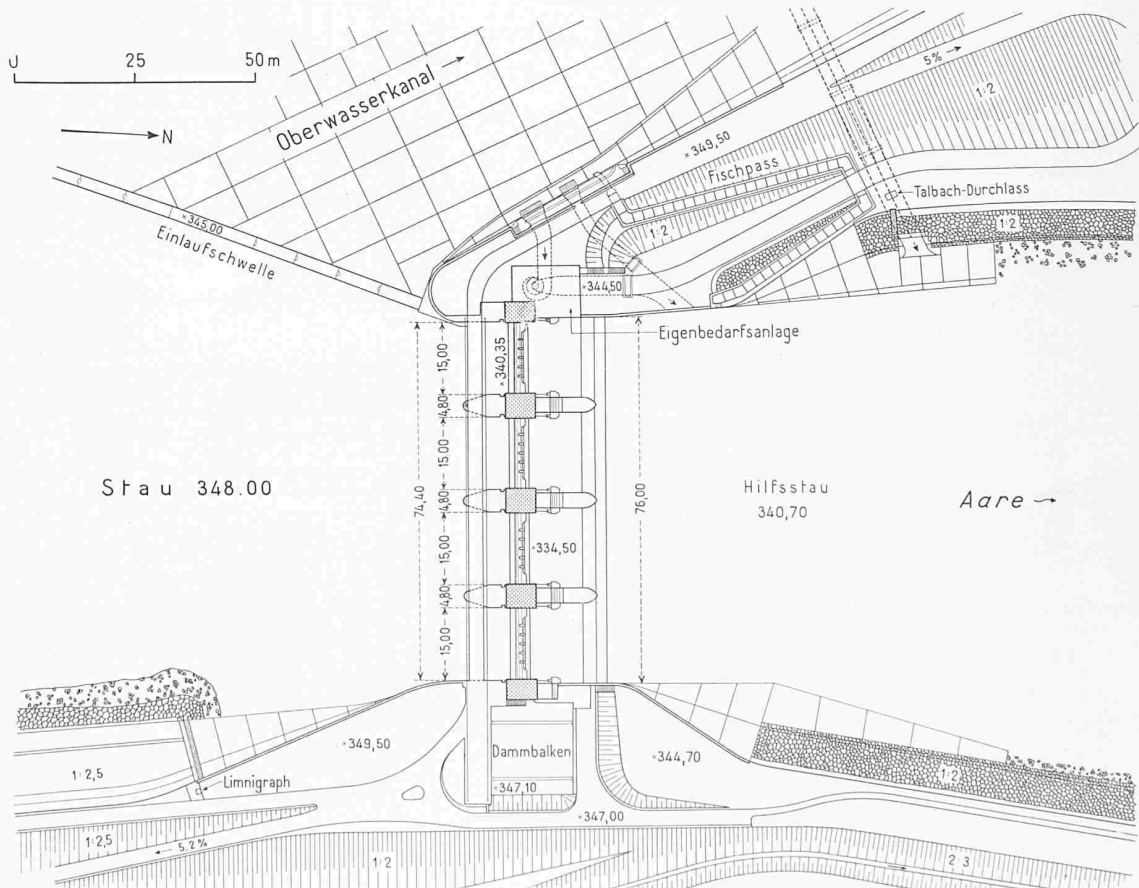 0 25 50 m
N
Oberwasserkanal
×345,00
Einlaufschwelle
5%
1:2
×349,50
Fischpass
1:2
Talbach-Durchlass
1:2
×344,50
Eigenbedarfsanlage
×340,35
15,00
4,80
15,00
4,80
15,00
4,80
15,00
74,40
76,00
×334,50
Stau 348.00
Hilfsstau
340,70
Aare
×349,50
Dammbalken
×344,70
1:2,5
Limnigraph
×347,10
×347,00
1:2
1:2,5
5.2%
1:2
2:3